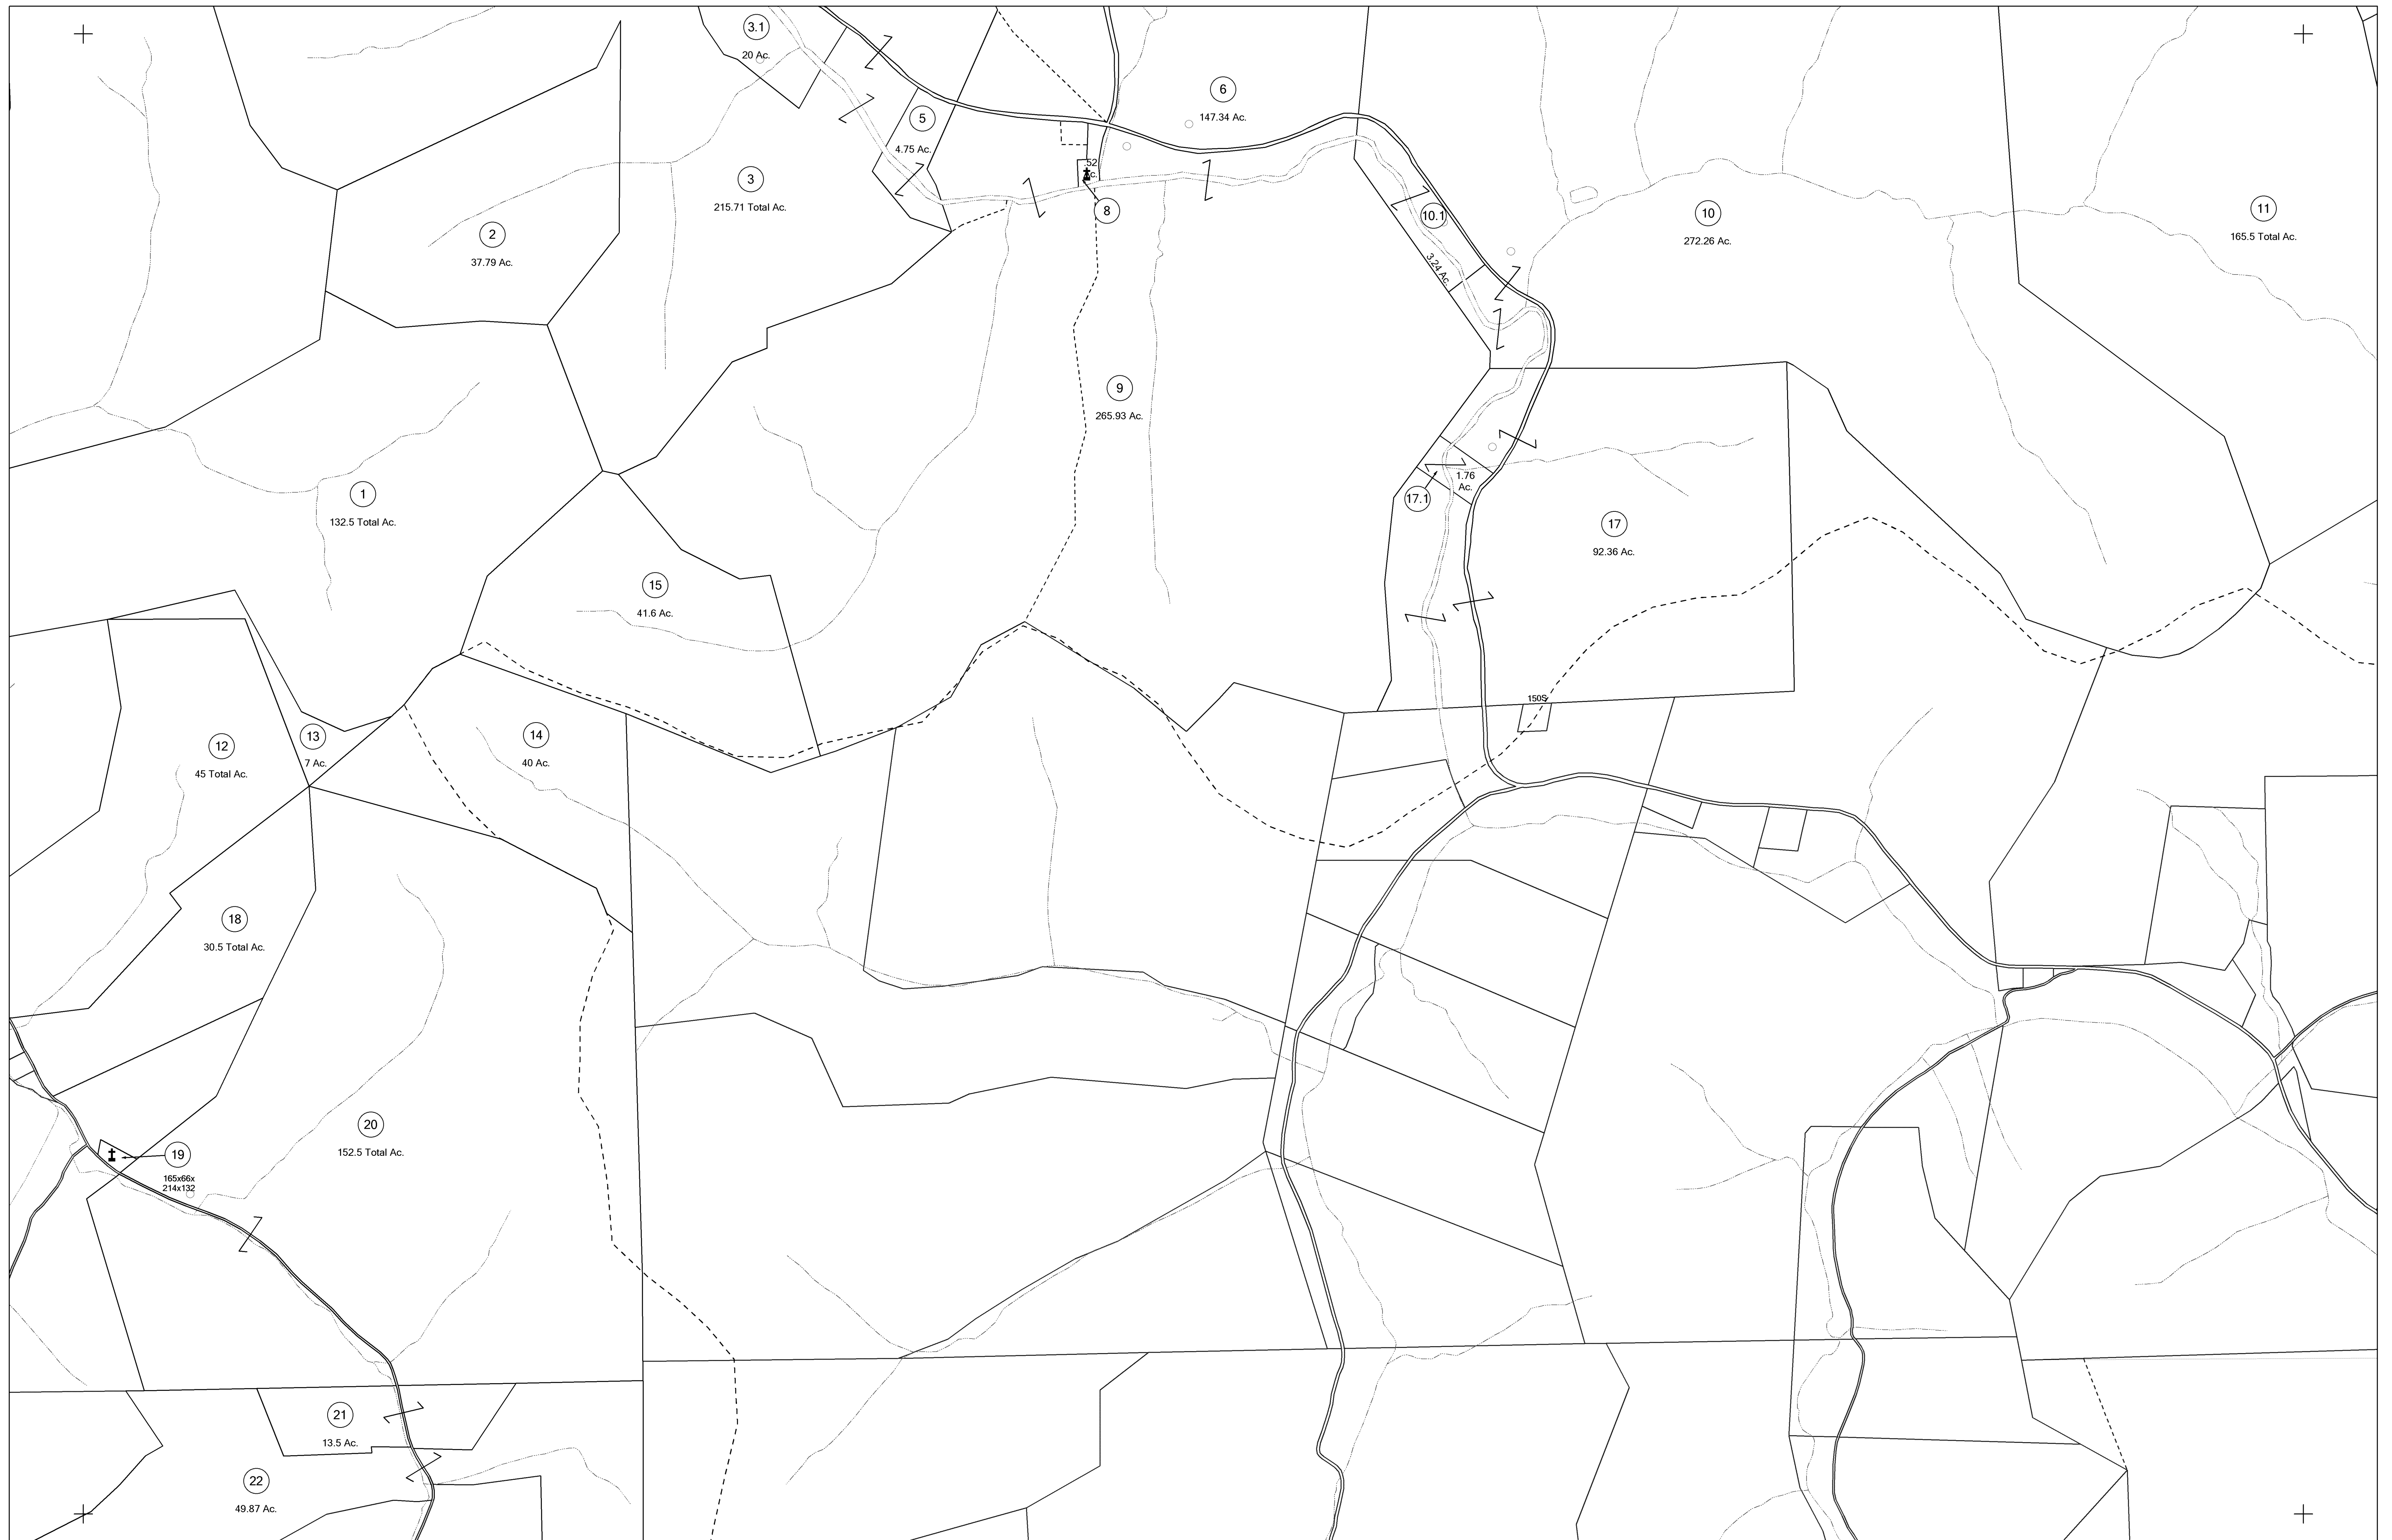 3.1
20 Ac.
6
147.34 Ac.
5
4.75 Ac.
.52
Ac.
8
3
215.71 Total Ac.
2
37.79 Ac.
10.1
3.24 Ac.
10
272.26 Ac.
11
165.5 Total Ac.
9
265.93 Ac.
1
132.5 Total Ac.
1.76
Ac.
17.1
17
92.36 Ac.
15
41.6 Ac.
150S
12
45 Total Ac.
13
7 Ac.
14
40 Ac.
18
30.5 Total Ac.
20
152.5 Total Ac.
19
165x66x
214x132
21
13.5 Ac.
22
49.87 Ac.